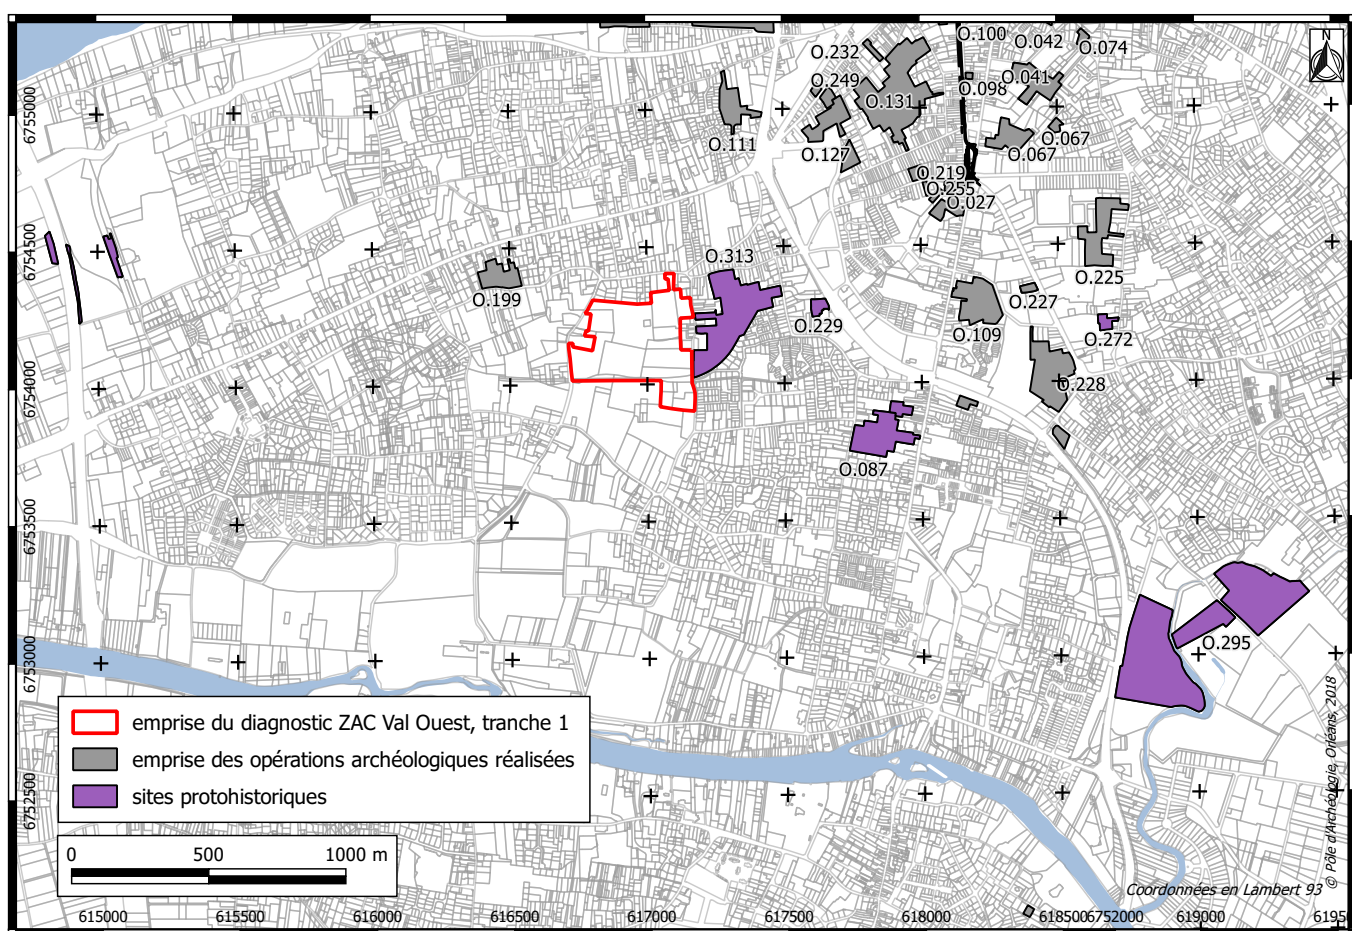 O.100
O.042
O.074
N
O.232
O.249
O.041
O.098
O.131
O.111
O.127
O.067
O.067
O.219
O.255
O.027
O.313
O.225
O.199
O.229
O.227
O.109
O.272
O.228
O.087
O.295
6755000
6754500
6754000
6753500
6753000
6752500
emprise du diagnostic ZAC Val Ouest, tranche 1
emprise des opérations archéologiques réalisées
sites protohistoriques
0 500 1000 m
© Pôle d'Archéologie, Orléans, 2018
Coordonnées en Lambert 93
615000 615500 616000 616500 617000 617500 618000 618500 6752000 619000 6195